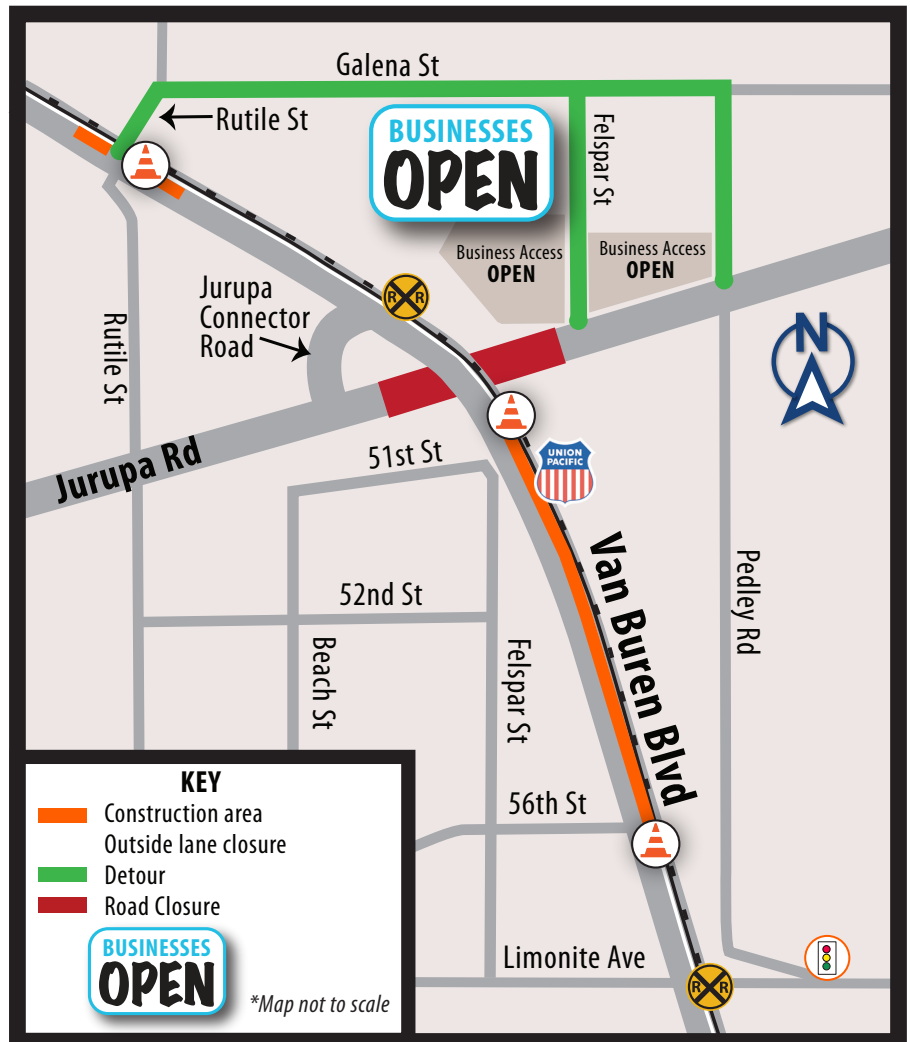 Galena St
Rutile St
BUSINESSES
OPEN
Felspar St
Business Access
OPEN
Business Access
OPEN
R R
Jurupa
Connector
Road
Rutile St
N
Jurupa Rd
51st St
UNION
PACIFIC
Van Buren Blvd
Pedley Rd
52nd St
Beach St
Felspar St
56th St
Limonite Ave
R R
KEY
Construction area
Outside lane closure
Detour
Road Closure
BUSINESSES
OPEN
*Map not to scale